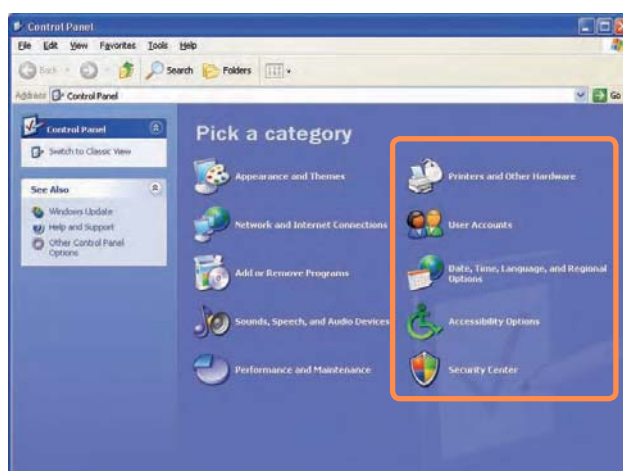 Control Panel
File Edit View Favorites Tools Help
Back Search Folders
Address Control Panel Go
Control Panel
Switch to Classic View
See Also
Windows Update
Help and Support
Other Control Panel
Options
Pick a category
Appearance and Themes
Printers and Other Hardware
Network and Internet Connections
User Accounts
Add or Remove Programs
Date, Time, Language, and Regional
Options
Sounds, Speech, and Audio Devices
Accessibility Options
Performance and Maintenance
Security Center